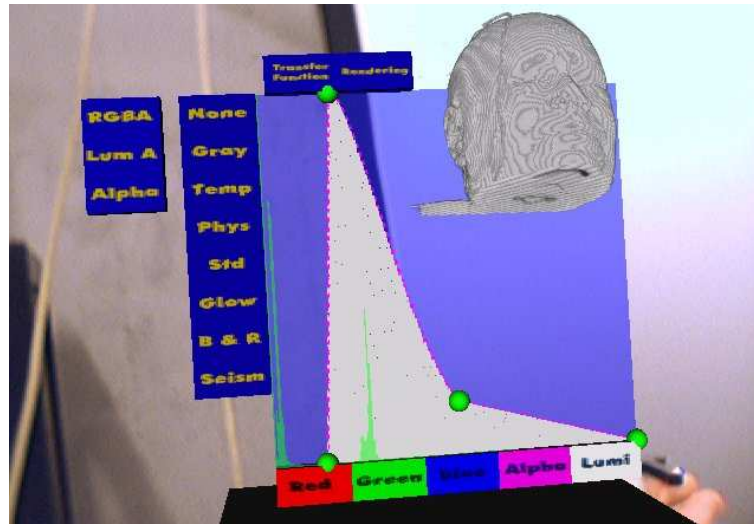 Transfer
Function
Rendering
RGBA
Lum A
Alpha
None
Gray
Temp
Phys
Std
Glow
B & R
Seism
Red
Green
Blue
Alpha
Lumi